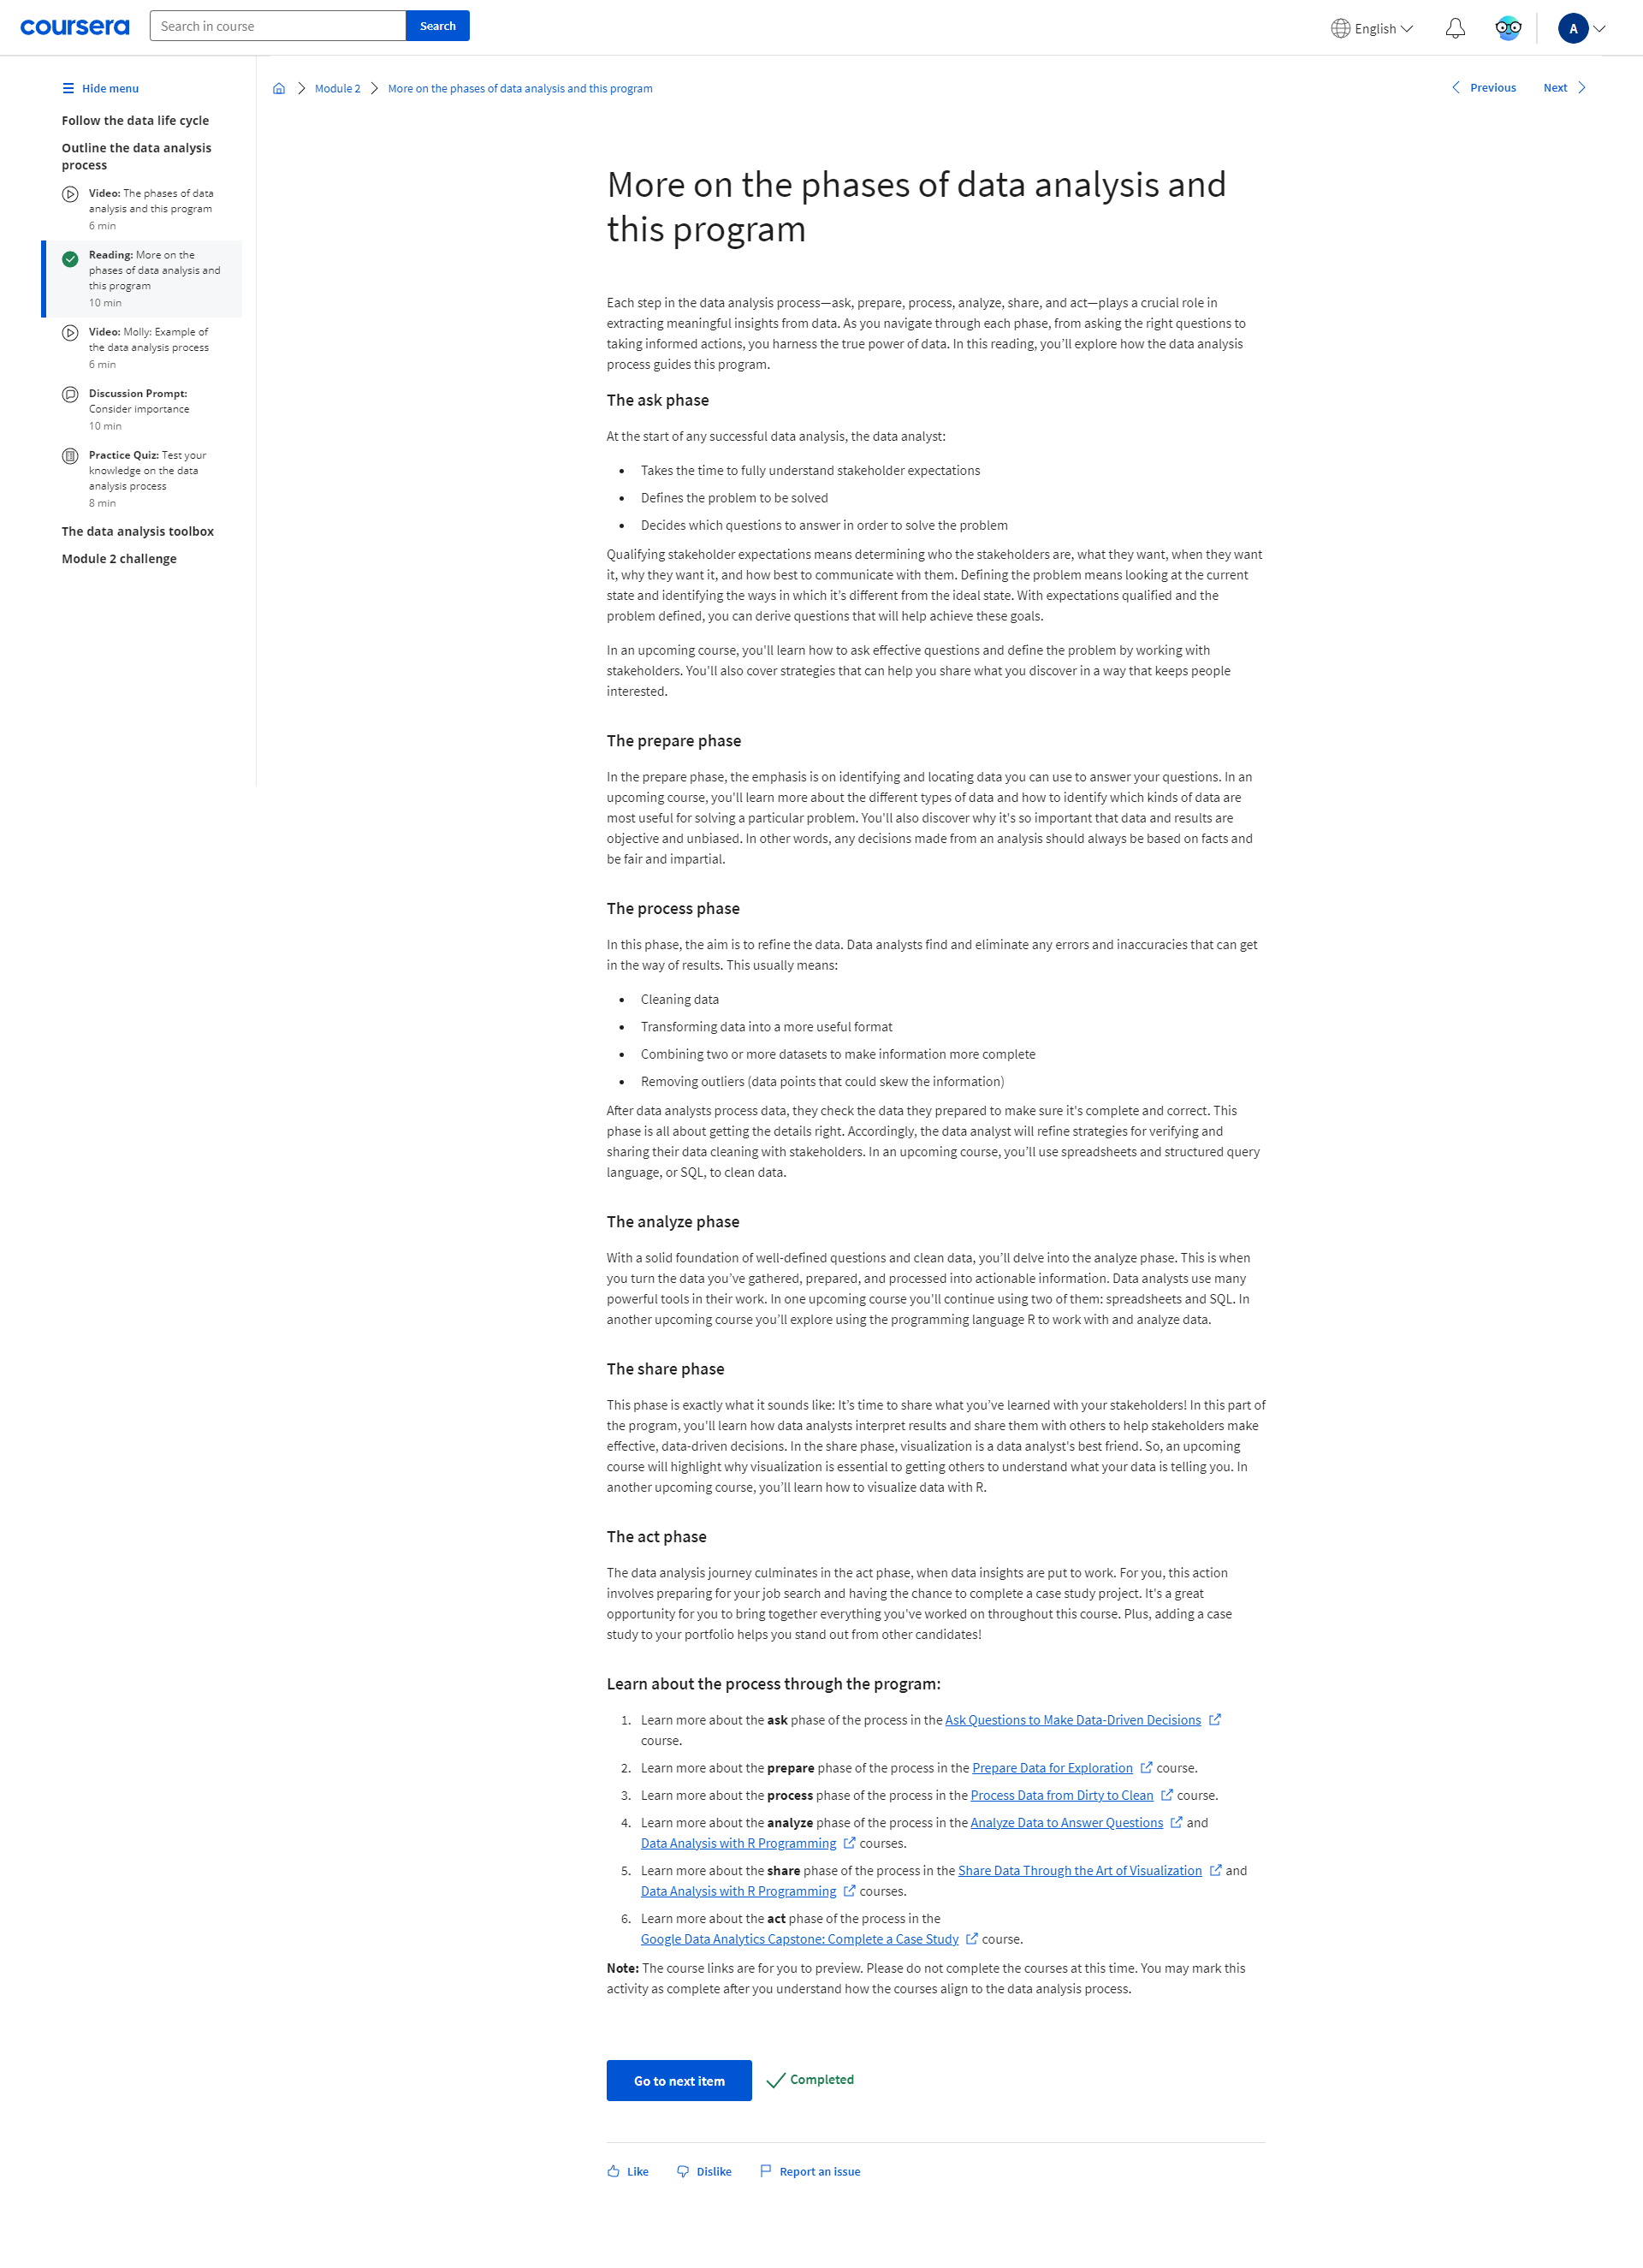 coursera
Search in course
Search
English
A
Hide menu
Follow the data life cycle
Outline the data analysis
process
Video: The phases of data
analysis and this program
6 min
Reading: More on the
phases of data analysis and
this program
10 min
Video: Molly: Example of
the data analysis process
6 min
Discussion Prompt:
Consider importance
10 min
Practice Quiz: Test your
knowledge on the data
analysis process
8 min
The data analysis toolbox
Module 2 challenge
Module 2
More on the phases of data analysis and this program
Previous
Next
More on the phases of data analysis and
this program
Each step in the data analysis process—ask, prepare, process, analyze, share, and act—plays a crucial role in
extracting meaningful insights from data. As you navigate through each phase, from asking the right questions to
taking informed actions, you harness the true power of data. In this reading, you’ll explore how the data analysis
process guides this program.
The ask phase
At the start of any successful data analysis, the data analyst:
• Takes the time to fully understand stakeholder expectations
• Defines the problem to be solved
• Decides which questions to answer in order to solve the problem
Qualifying stakeholder expectations means determining who the stakeholders are, what they want, when they want
it, why they want it, and how best to communicate with them. Defining the problem means looking at the current
state and identifying the ways in which it’s different from the ideal state. With expectations qualified and the
problem defined, you can derive questions that will help achieve these goals.
In an upcoming course, you'll learn how to ask effective questions and define the problem by working with
stakeholders. You'll also cover strategies that can help you share what you discover in a way that keeps people
interested.
The prepare phase
In the prepare phase, the emphasis is on identifying and locating data you can use to answer your questions. In an
upcoming course, you'll learn more about the different types of data and how to identify which kinds of data are
most useful for solving a particular problem. You'll also discover why it's so important that data and results are
objective and unbiased. In other words, any decisions made from an analysis should always be based on facts and
be fair and impartial.
The process phase
In this phase, the aim is to refine the data. Data analysts find and eliminate any errors and inaccuracies that can get
in the way of results. This usually means:
• Cleaning data
• Transforming data into a more useful format
• Combining two or more datasets to make information more complete
• Removing outliers (data points that could skew the information)
After data analysts process data, they check the data they prepared to make sure it's complete and correct. This
phase is all about getting the details right. Accordingly, the data analyst will refine strategies for verifying and
sharing their data cleaning with stakeholders. In an upcoming course, you’ll use spreadsheets and structured query
language, or SQL, to clean data.
The analyze phase
With a solid foundation of well-defined questions and clean data, you’ll delve into the analyze phase. This is when
you turn the data you’ve gathered, prepared, and processed into actionable information. Data analysts use many
powerful tools in their work. In one upcoming course you'll continue using two of them: spreadsheets and SQL. In
another upcoming course you’ll explore using the programming language R to work with and analyze data.
The share phase
This phase is exactly what it sounds like: It’s time to share what you’ve learned with your stakeholders! In this part of
the program, you'll learn how data analysts interpret results and share them with others to help stakeholders make
effective, data-driven decisions. In the share phase, visualization is a data analyst's best friend. So, an upcoming
course will highlight why visualization is essential to getting others to understand what your data is telling you. In
another upcoming course, you’ll learn how to visualize data with R.
The act phase
The data analysis journey culminates in the act phase, when data insights are put to work. For you, this action
involves preparing for your job search and having the chance to complete a case study project. It's a great
opportunity for you to bring together everything you've worked on throughout this course. Plus, adding a case
study to your portfolio helps you stand out from other candidates!
Learn about the process through the program:
1. Learn more about the ask phase of the process in the Ask Questions to Make Data-Driven Decisions
course.
2. Learn more about the prepare phase of the process in the Prepare Data for Exploration course.
3. Learn more about the process phase of the process in the Process Data from Dirty to Clean course.
4. Learn more about the analyze phase of the process in the Analyze Data to Answer Questions and
Data Analysis with R Programming courses.
5. Learn more about the share phase of the process in the Share Data Through the Art of Visualization and
Data Analysis with R Programming courses.
6. Learn more about the act phase of the process in the
Google Data Analytics Capstone: Complete a Case Study course.
Note: The course links are for you to preview. Please do not complete the courses at this time. You may mark this
activity as complete after you understand how the courses align to the data analysis process.
Go to next item
Completed
Like
Dislike
Report an issue